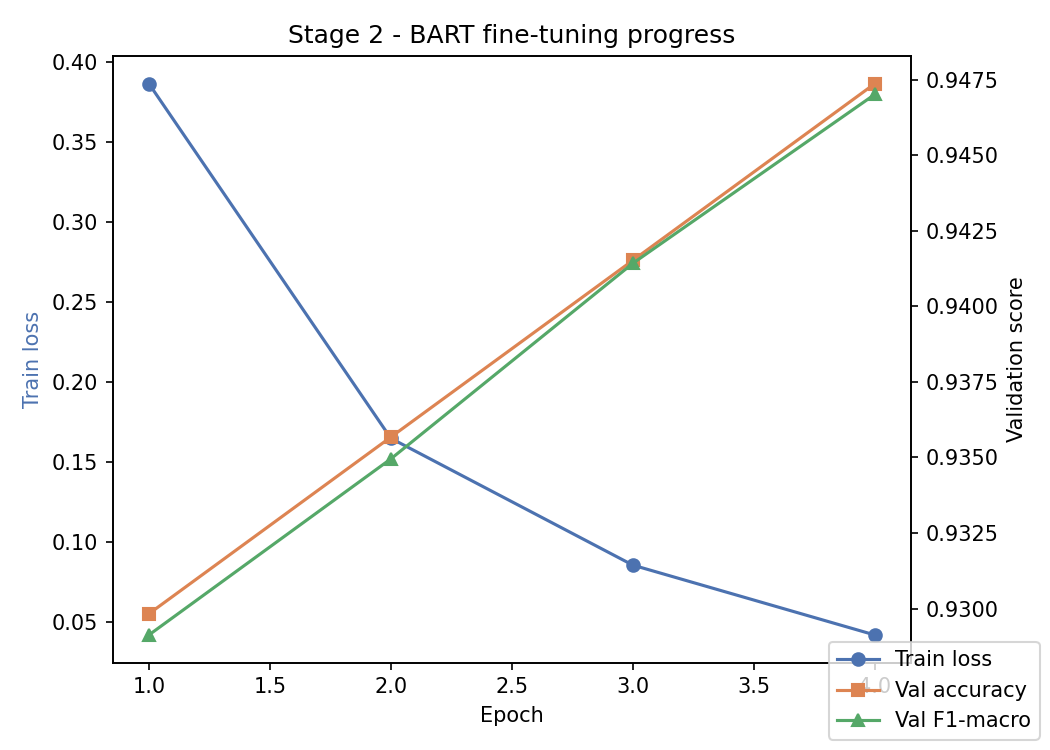 Stage 2 - BART fine-tuning progress
0.40
0.35
0.30
0.25
0.20
0.15
0.10
0.05
Train loss
0.9475
0.9450
0.9425
0.9400
0.9375
0.9350
0.9325
0.9300
Validation score
1.0 1.5 2.0 2.5 3.0 3.5 4.0
Epoch
Train loss
Val accuracy
Val F1-macro